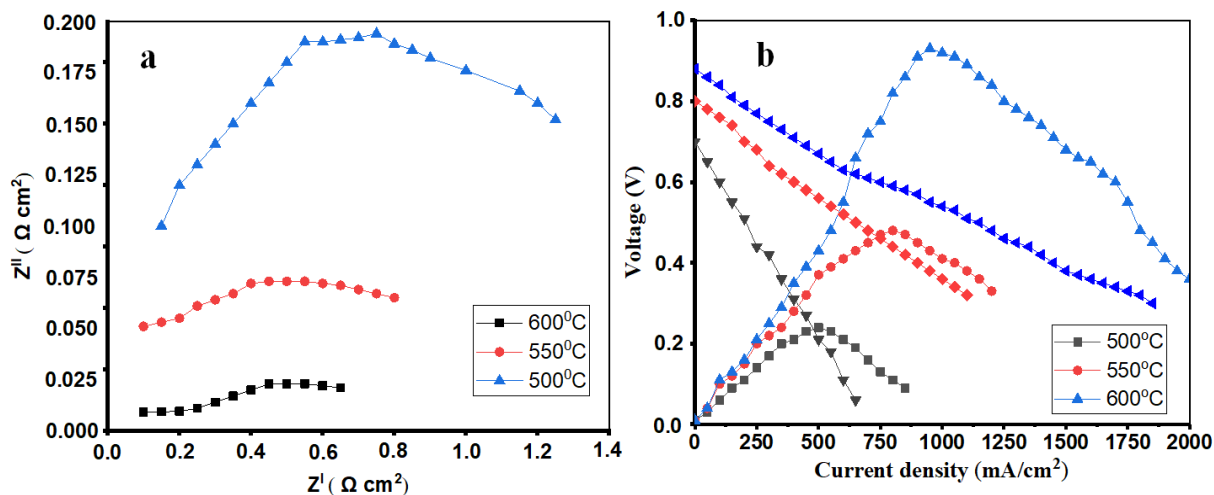 a
0.200
0.175
0.150
0.125
0.100
0.075
0.050
0.025
0.000
Z^II ( Ω cm²)
600⁰C
550⁰C
500⁰C
0.0 0.2 0.4 0.6 0.8 1.0 1.2 1.4
Z^I ( Ω cm²)
b
1.0
0.8
0.6
0.4
0.2
0.0
Voltage (V)
500°C
550°C
600°C
0 250 500 750 1000 1250 1500 1750 2000
Current density (mA/cm²)